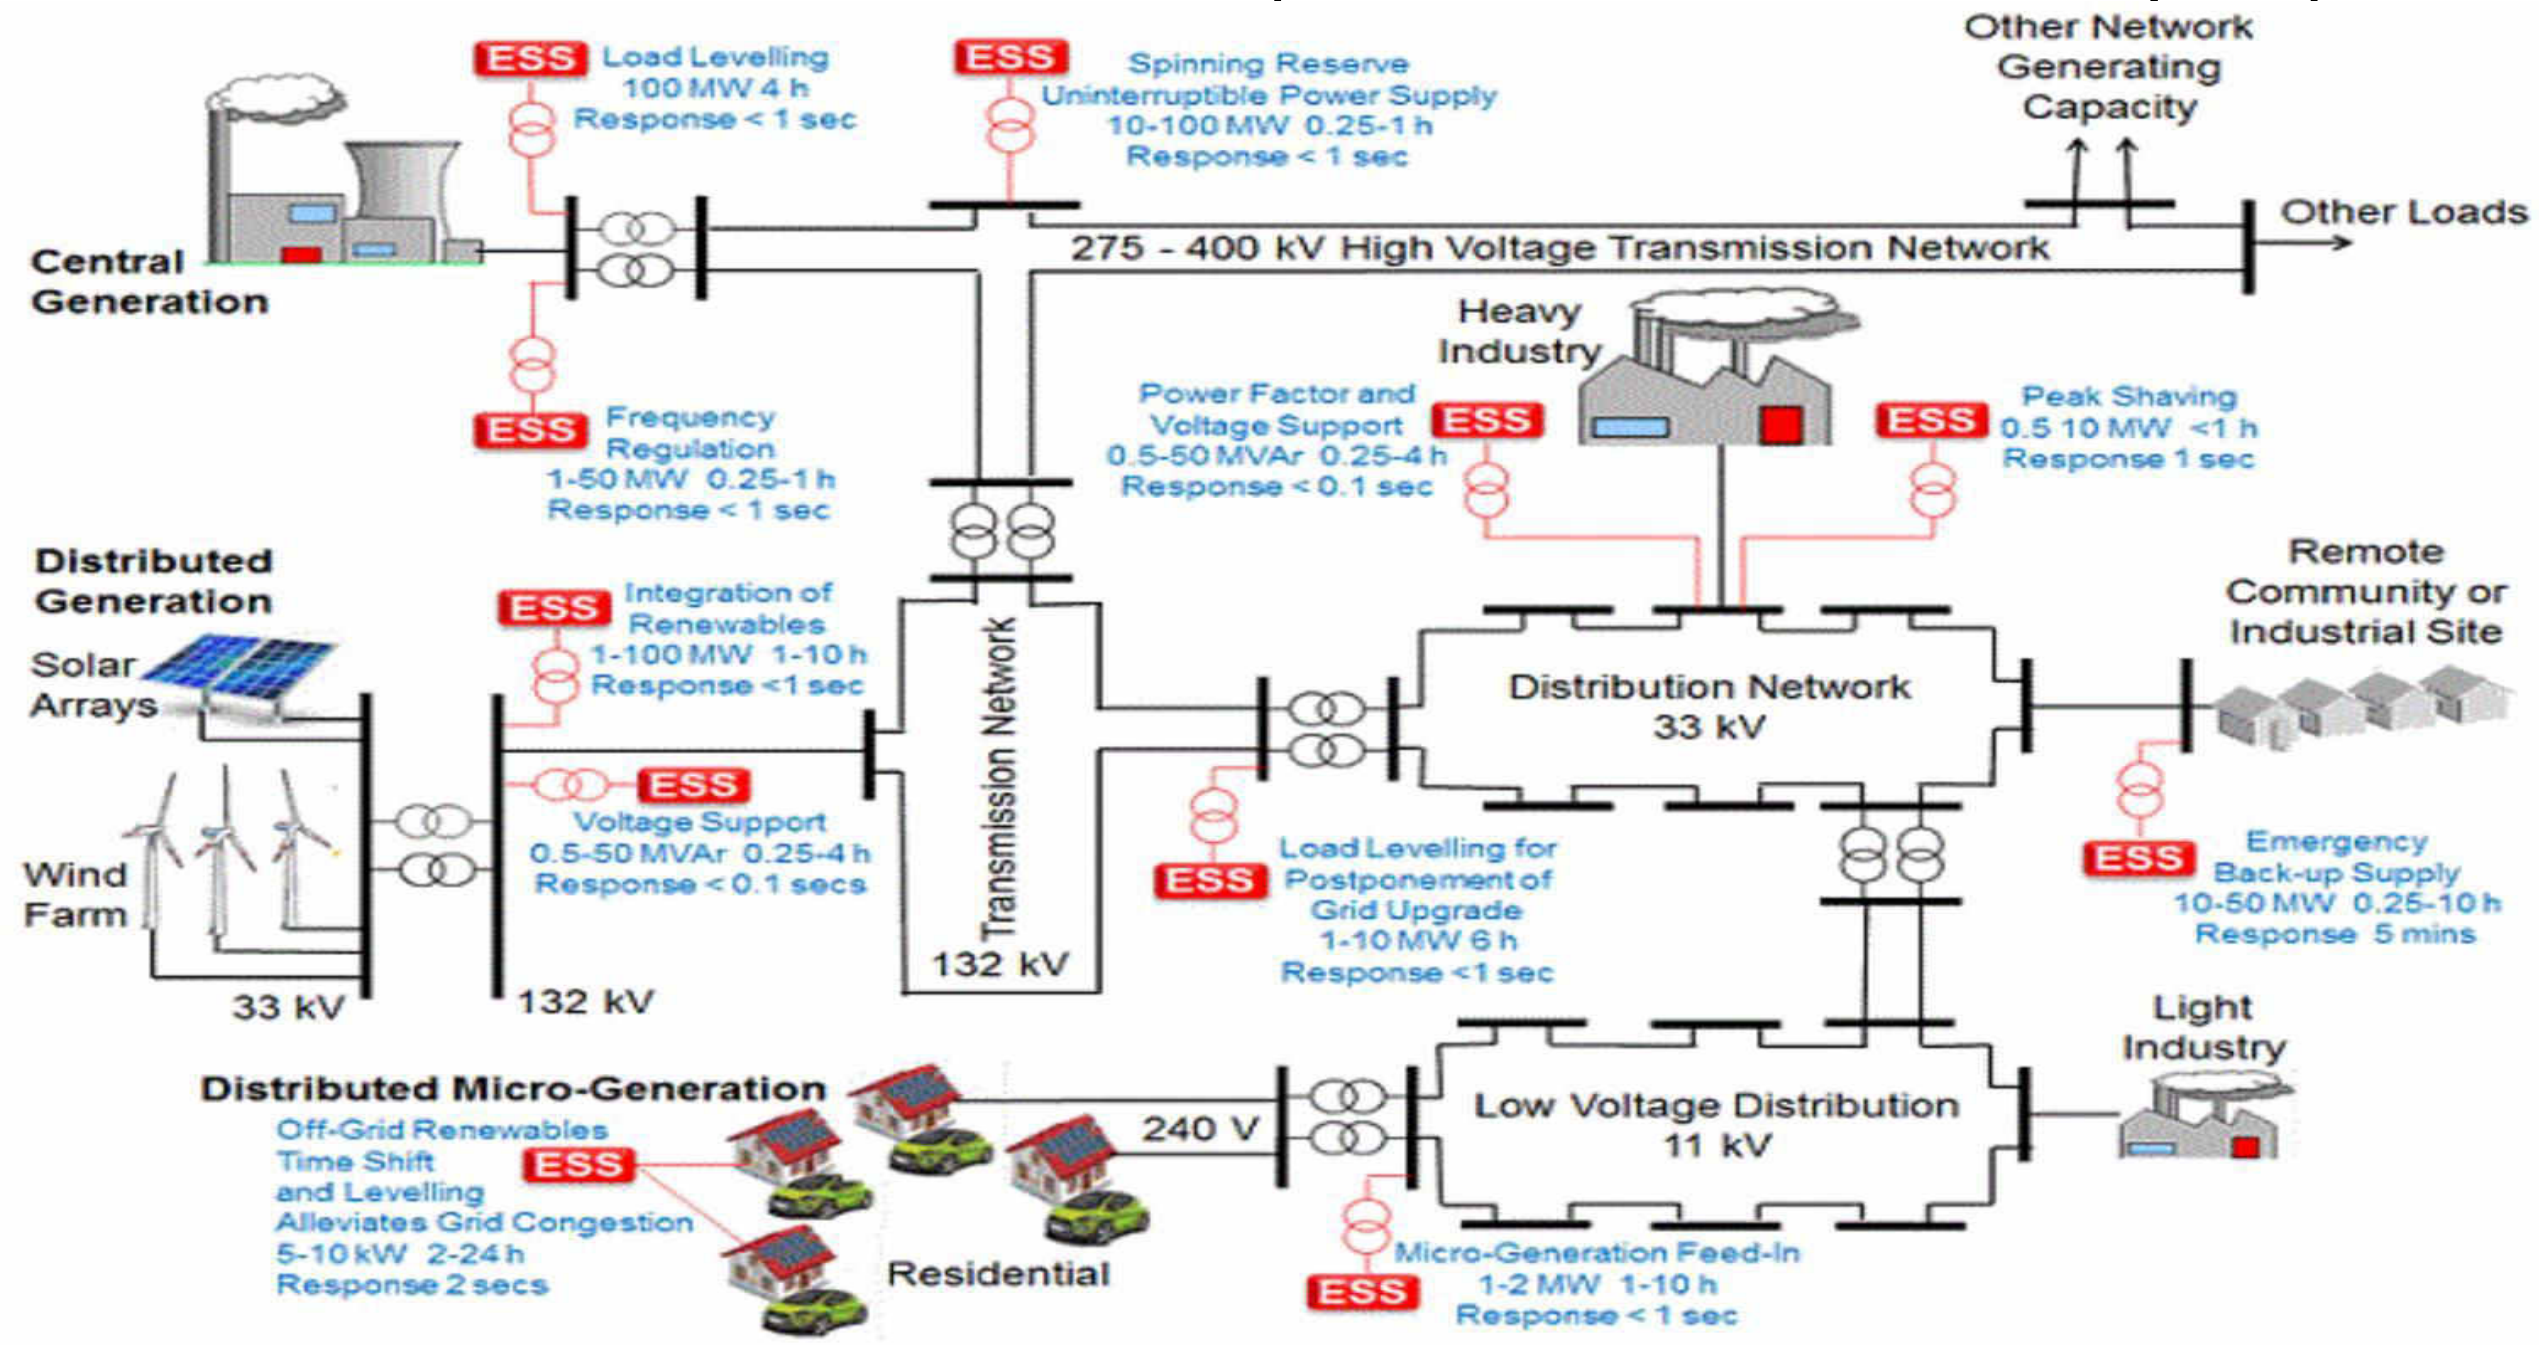 ESS
Load Levelling
100 MW 4 h
Response < 1 sec
ESS
Spinning Reserve
Uninterruptible Power Supply
10-100 MW 0.25-1 h
Response < 1 sec
Other Network
Generating
Capacity
Other Loads
275 - 400 kV High Voltage Transmission Network
Central
Generation
ESS
Frequency
Regulation
1-50 MW 0.25-1 h
Response < 1 sec
Heavy
Industry
Power Factor and
Voltage Support
0.5-50 MVAr 0.25-4 h
Response < 0.1 sec
ESS
ESS
Peak Shaving
0.5 10 MW <1 h
Response 1 sec
Distributed
Generation
Solar
Arrays
Wind
Farm
33 kV
132 kV
ESS
Integration of
Renewables
1-100 MW 1-10 h
Response <1 sec
ESS
Voltage Support
0.5-50 MVAr 0.25-4 h
Response < 0.1 secs
Transmission Network
132 kV
Distribution Network
33 kV
Remote
Community or
Industrial Site
ESS
Load Levelling for
Postponement of
Grid Upgrade
1-10 MW 6 h
Response <1 sec
ESS
Emergency
Back-up Supply
10-50 MW 0.25-10 h
Response 5 mins
Light
Industry
Low Voltage Distribution
11 kV
240 V
Distributed Micro-Generation
Off-Grid Renewables
Time Shift
and Levelling
Alleviates Grid Congestion
5-10 kW 2-24 h
Response 2 secs
ESS
Residential
ESS
Micro-Generation Feed-In
1-2 MW 1-10 h
Response < 1 sec